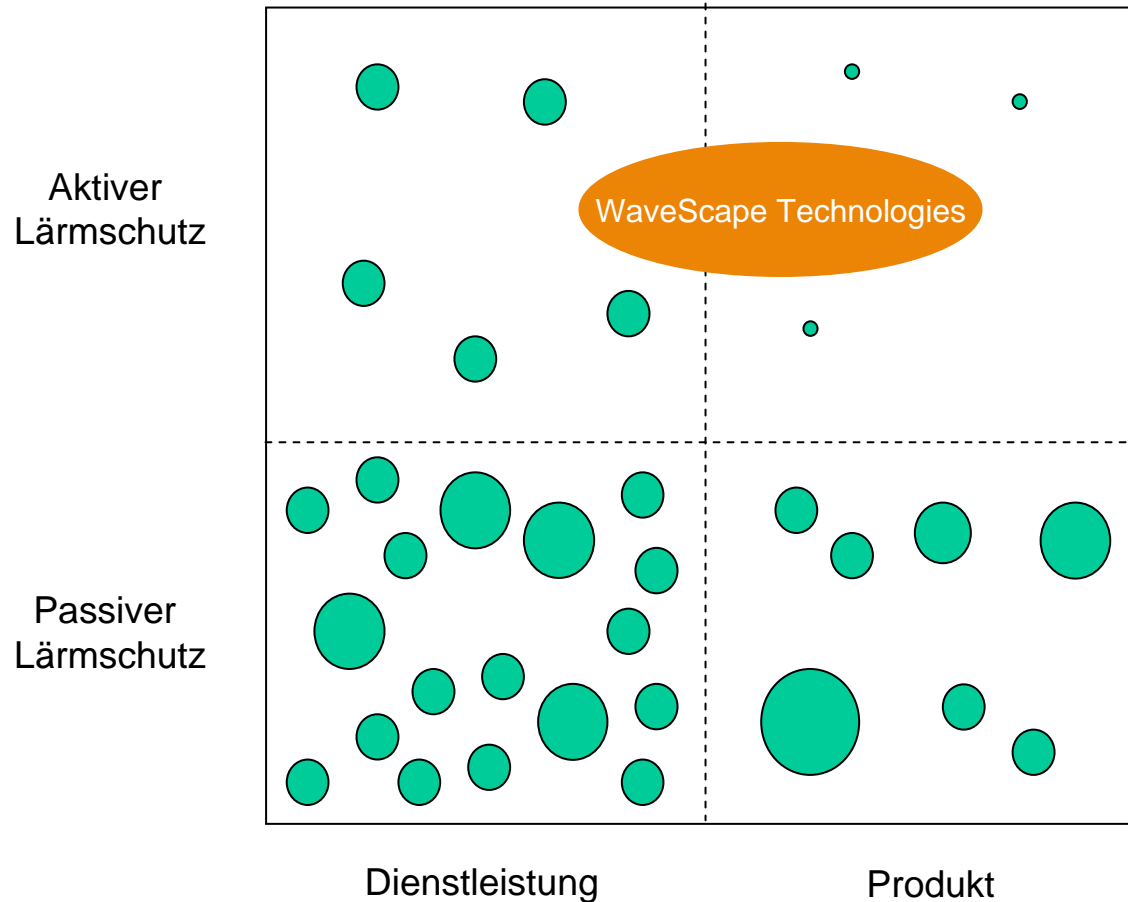 WaveScape Technologies
Aktiver
Lärmschutz
Passiver
Lärmschutz
Dienstleistung
Produkt